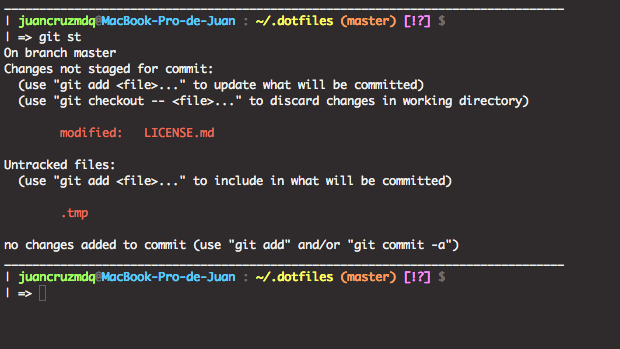 | juancruzmdq@MacBook-Pro-de-Juan : ~/.dotfiles (master) [!?] $
| => git st
On branch master
Changes not staged for commit:
  (use "git add <file>..." to update what will be committed)
  (use "git checkout -- <file>..." to discard changes in working directory)
        modified:   LICENSE.md
Untracked files:
  (use "git add <file>..." to include in what will be committed)
        .tmp
no changes added to commit (use "git add" and/or "git commit -a")
| juancruzmdq@MacBook-Pro-de-Juan : ~/.dotfiles (master) [!?] $
| =>